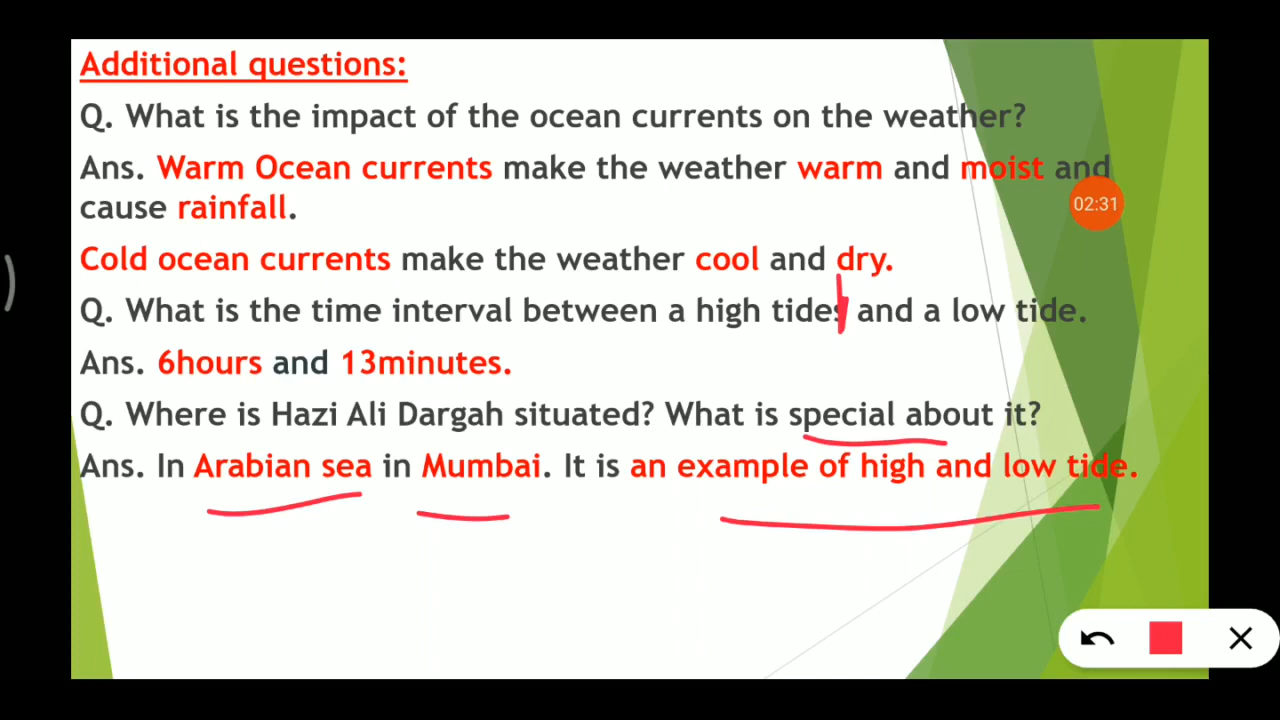 Additional questions:
Q. What is the impact of the ocean currents on the weather?
Ans. Warm Ocean currents make the weather warm and moist and
02:31
cause rainfall.
Cold ocean currents make the weather cool and dry.
Q. What is the time interval between a high tides and a low tide.
Ans. 6hours and 13minutes.
Q. Where is Hazi Ali Dargah situated? What is special about it?
Ans. In Arabian sea in Mumbai. It is an example of high and low tide.